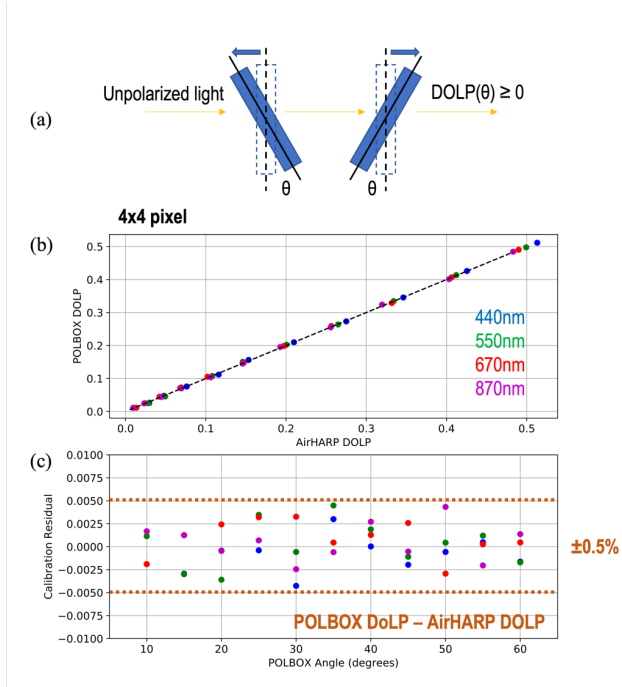 Unpolarized light
DOLP(θ) ≥ 0
(a)
θ
θ
4x4 pixel
(b)
0.5
0.4
0.3
0.2
0.1
0.0
POLBOX DOLP
440nm
550nm
670nm
870nm
0.0 0.1 0.2 0.3 0.4 0.5
AirHARP DOLP
(c)
0.0100
0.0075
0.0050
0.0025
0.0000
−0.0025
−0.0050
−0.0075
−0.0100
Calibration Residual
±0.5%
POLBOX DoLP – AirHARP DOLP
10 20 30 40 50 60
POLBOX Angle (degrees)